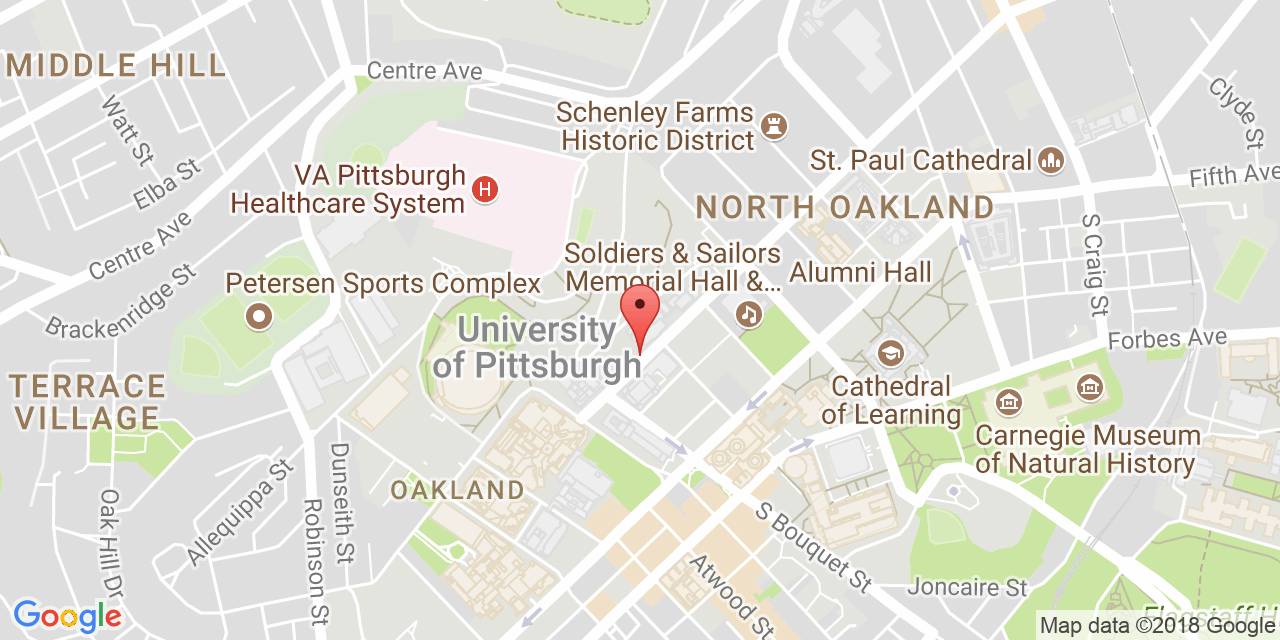 MIDDLE HILL
Centre Ave
Watt St
Elba St
Schenley Farms
Historic District
Clyde St
St. Paul Cathedral
Fifth Ave
VA Pittsburgh
Healthcare System
H
NORTH OAKLAND
S Craig St
Centre Ave
Brackenridge St
Petersen Sports Complex
Soldiers & Sailors
Memorial Hall &...
Alumni Hall
University
of Pittsburgh
Forbes Ave
TERRACE
VILLAGE
Cathedral
of Learning
Carnegie Museum
of Natural History
OAKLAND
Oak Hill Dr
Allequippa St
Robinson St
Dunseith St
S Bouquet St
Atwood St
Joncaire St
Google
Map data ©2018 Google